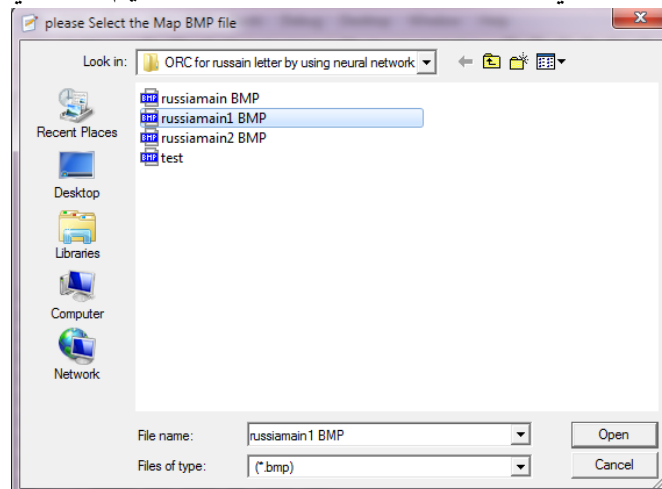 please Select the Map BMP file
Look in: ORC for russain letter by using neural network
russiamain BMP
russiamain1 BMP
russiamain2 BMP
test
Recent Places
Desktop
Libraries
Computer
Network
File name: russiamain1 BMP Open
Files of type: (*.bmp) Cancel